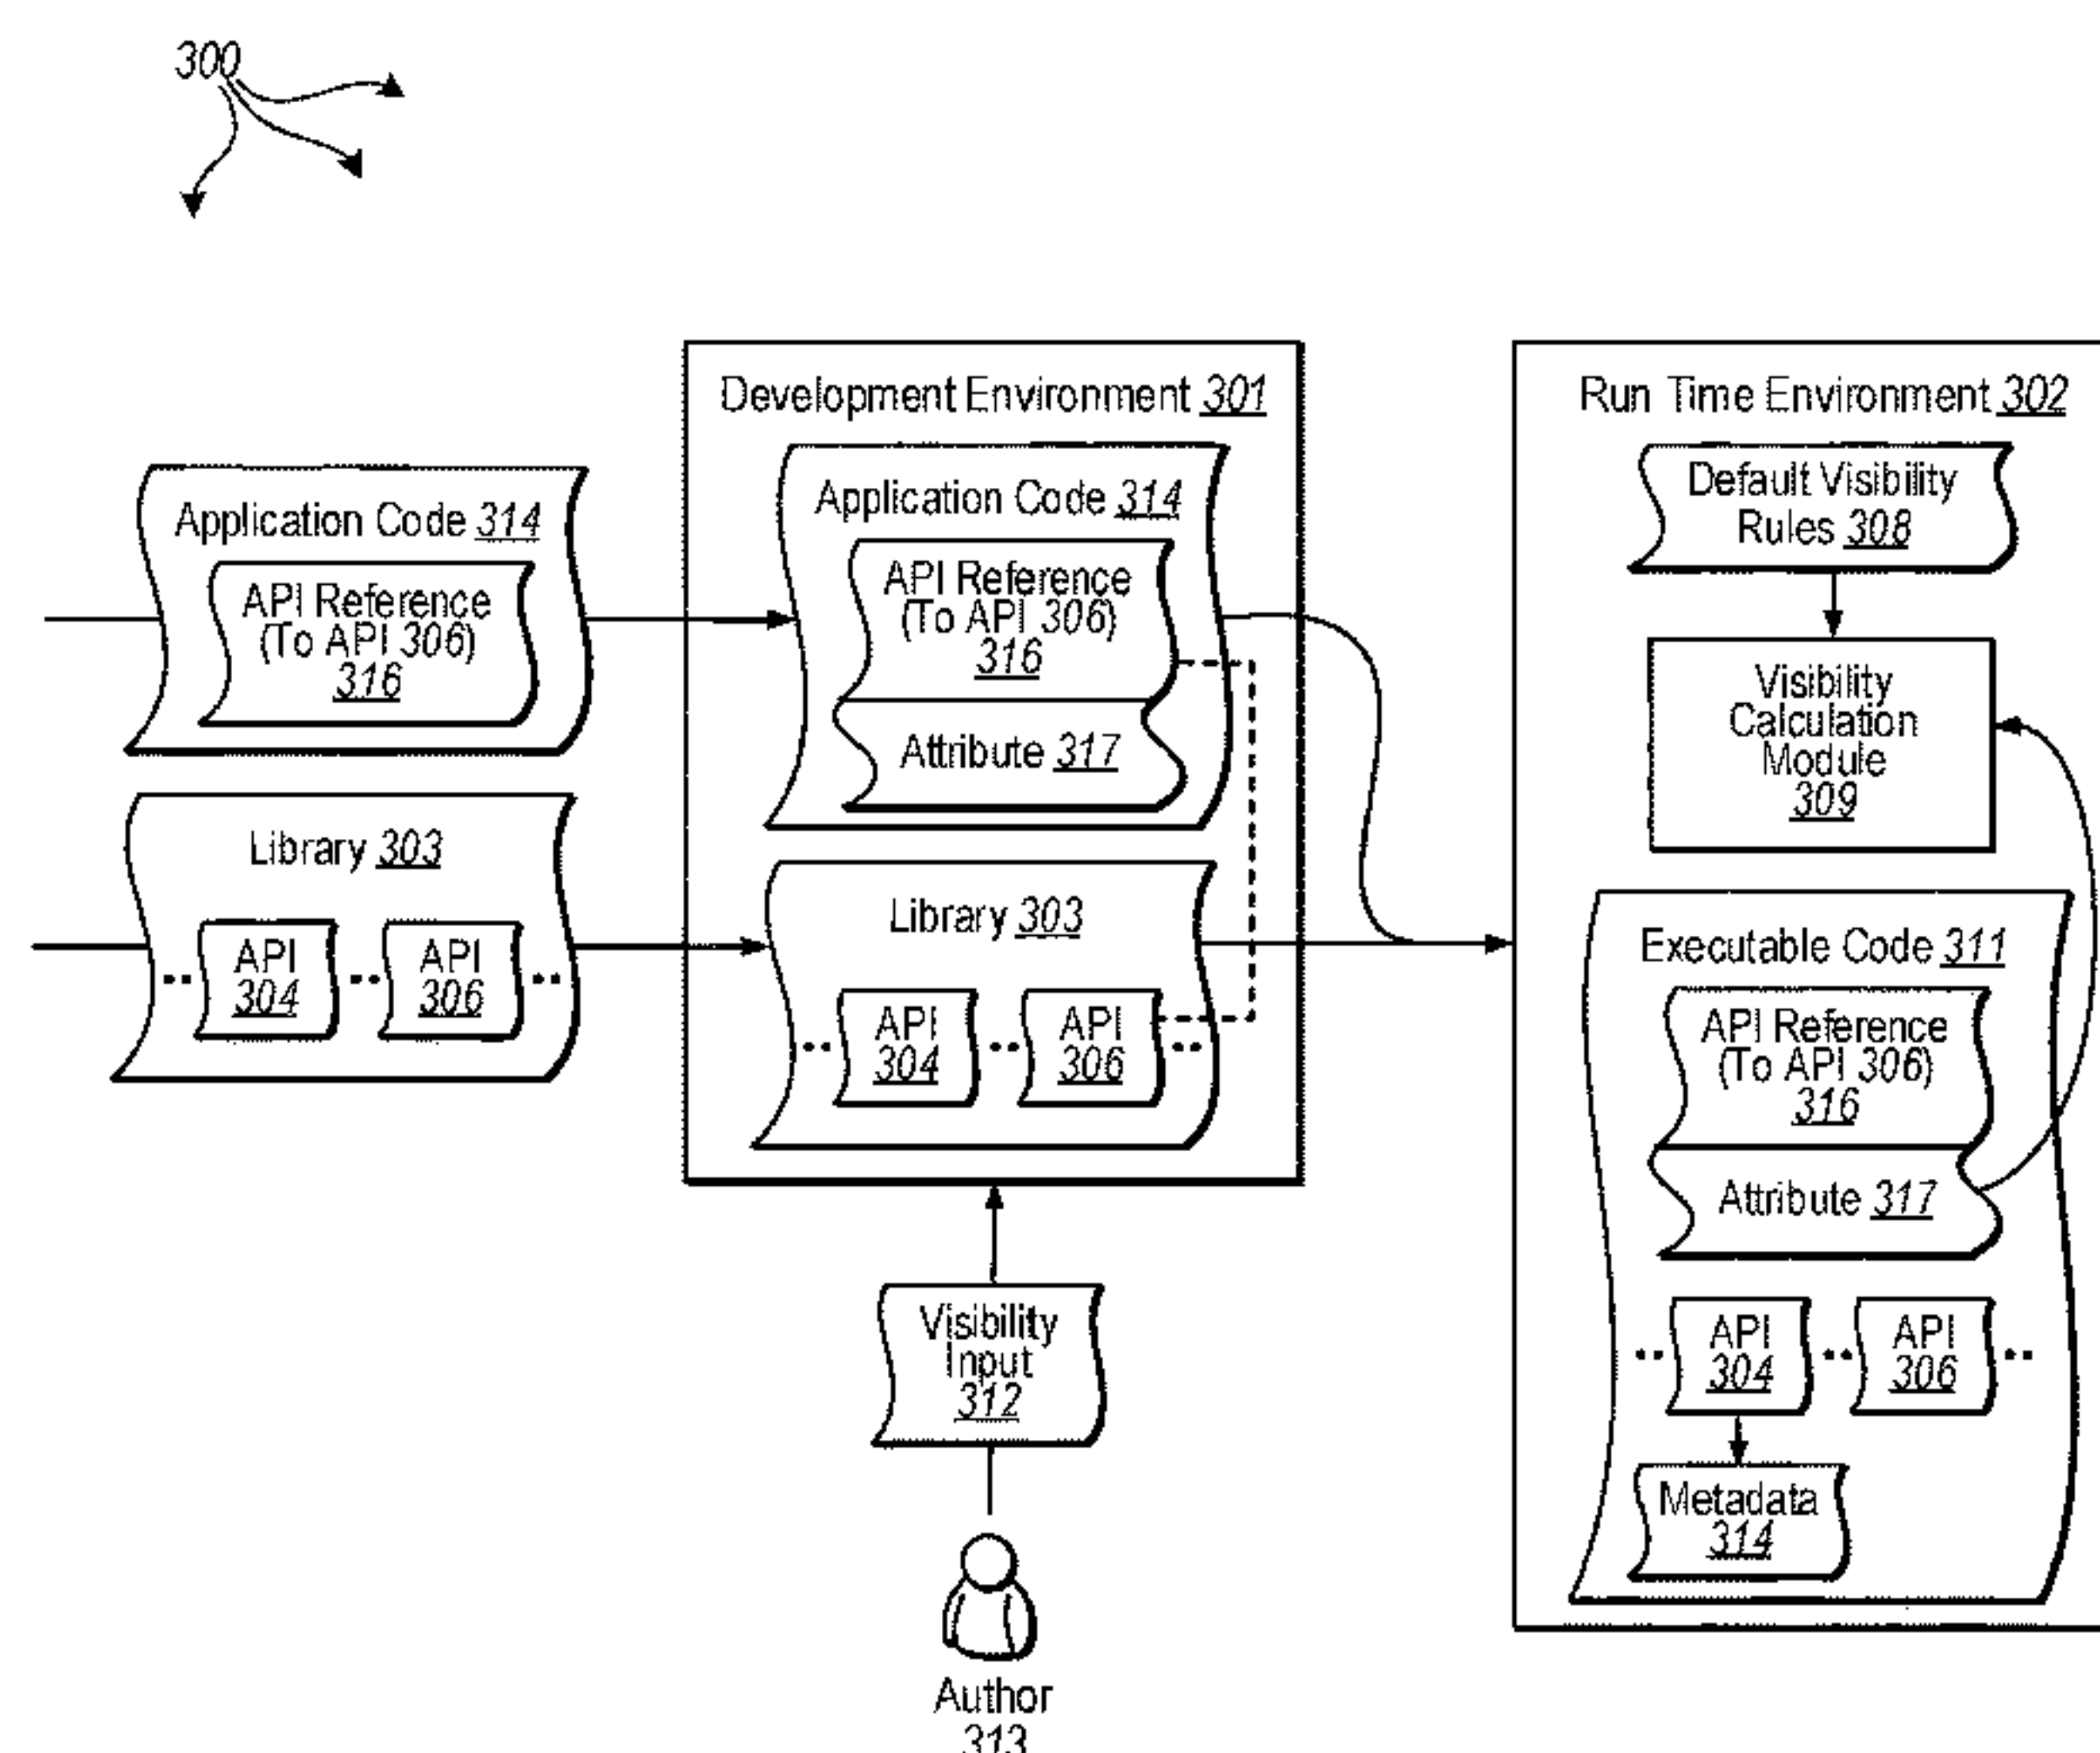 300
Application Code 314
API Reference
(To API 306)
316
Library 303
API
304
API
306
Development Environment 301
Application Code 314
API Reference
(To API 306)
316
Attribute 317
Library 303
API
304
API
306
Visibility
Input
312
Author
313
Run Time Environment 302
Default Visibility
Rules 308
Visibility
Calculation
Module
309
Executable Code 311
API Reference
(To API 306)
316
Attribute 317
API
304
API
306
Metadata
314